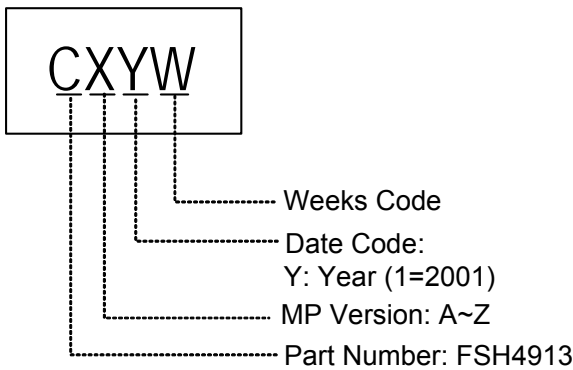 CXYW
Weeks Code
Date Code:
Y: Year (1=2001)
MP Version: A~Z
Part Number: FSH4913